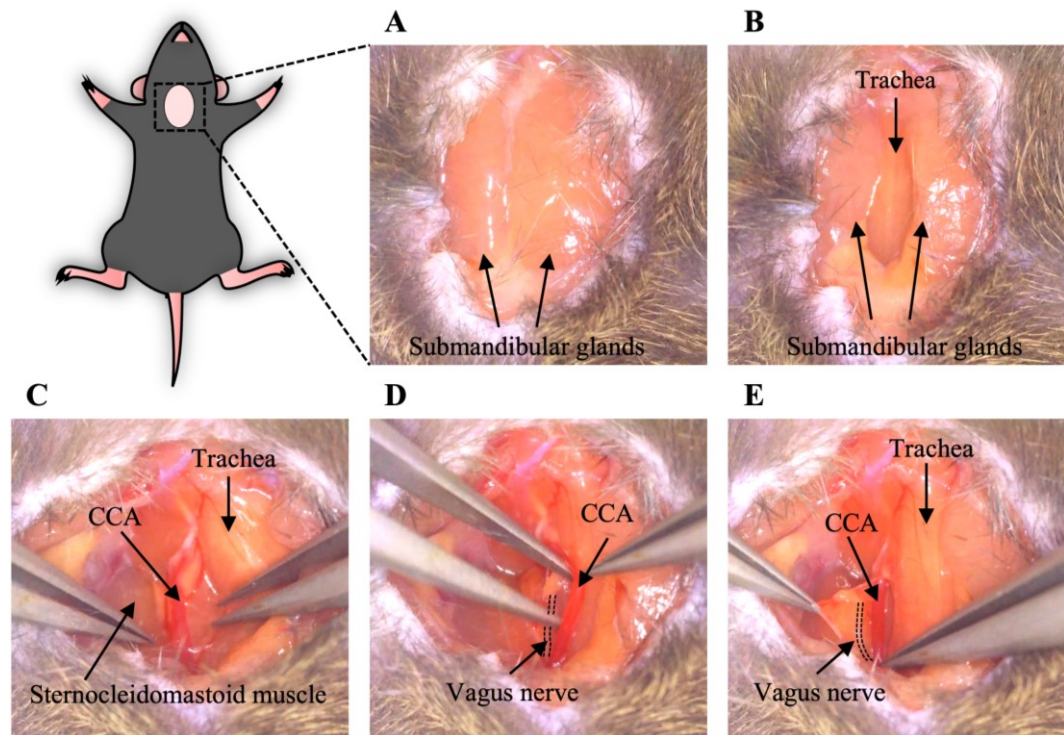 A
B
Trachea
Submandibular glands
Submandibular glands
C
D
E
Trachea
CCA
Sternocleidomastoid muscle
CCA
Vagus nerve
Trachea
CCA
Vagus nerve